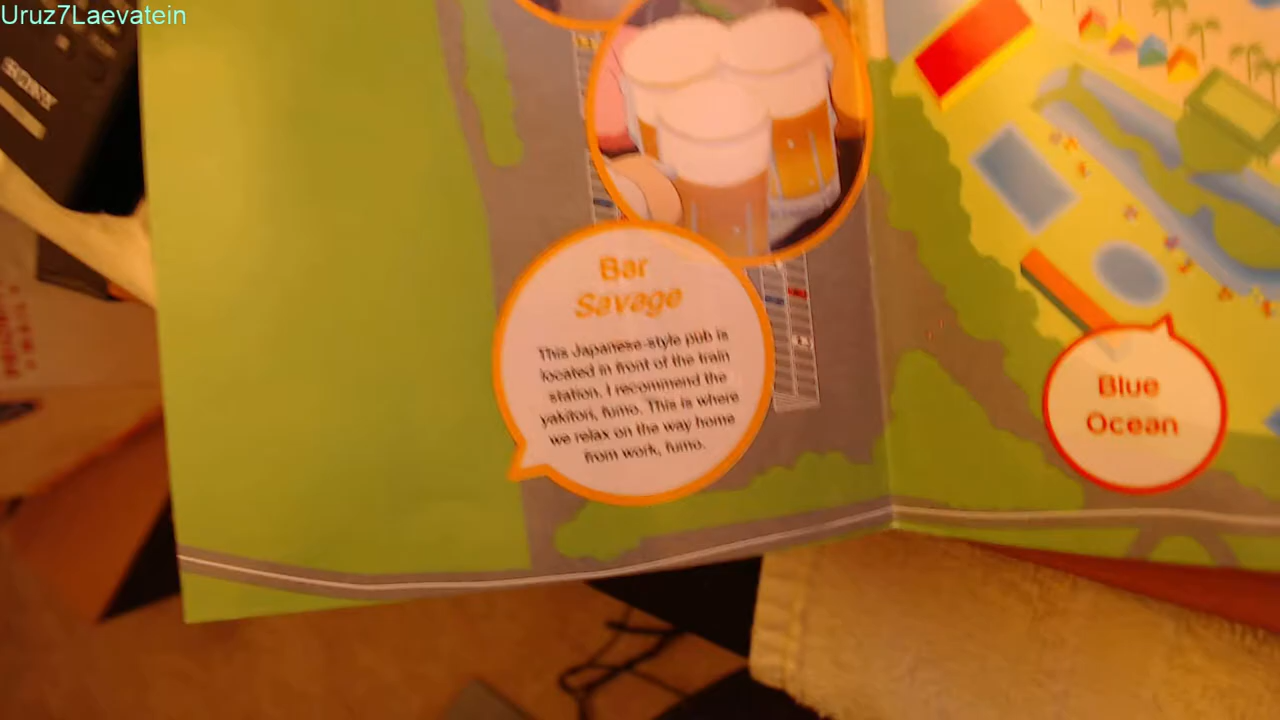 Uruz7Laevatein
SONY
Bar
Savage
This Japanese-style pub is
located in front of the train
station. I recommend the
yakitori, fumo. This is where
we relax on the way home
from work, fumo.
Blue
Ocean